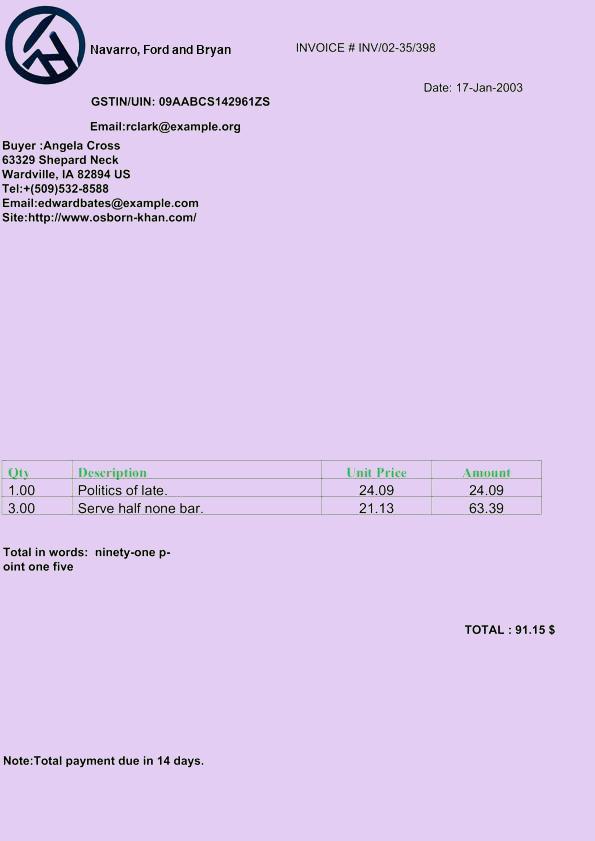 Navarro, Ford and Bryan
INVOICE # INV/02-35/398
Date: 17-Jan-2003
GSTIN/UIN: 09AABCS142961ZS
Email:rclark@example.org
Buyer :Angela Cross
63329 Shepard Neck
Wardville, IA 82894 US
Tel:+(509)532-8588
Email:edwardbates@example.com
Site:http://www.osborn-khan.com/
Qty Description Unit Price Amount
1.00 Politics of late. 24.09 24.09
3.00 Serve half none bar. 21.13 63.39
Total in words: ninety-one p-
oint one five
TOTAL : 91.15 $
Note:Total payment due in 14 days.